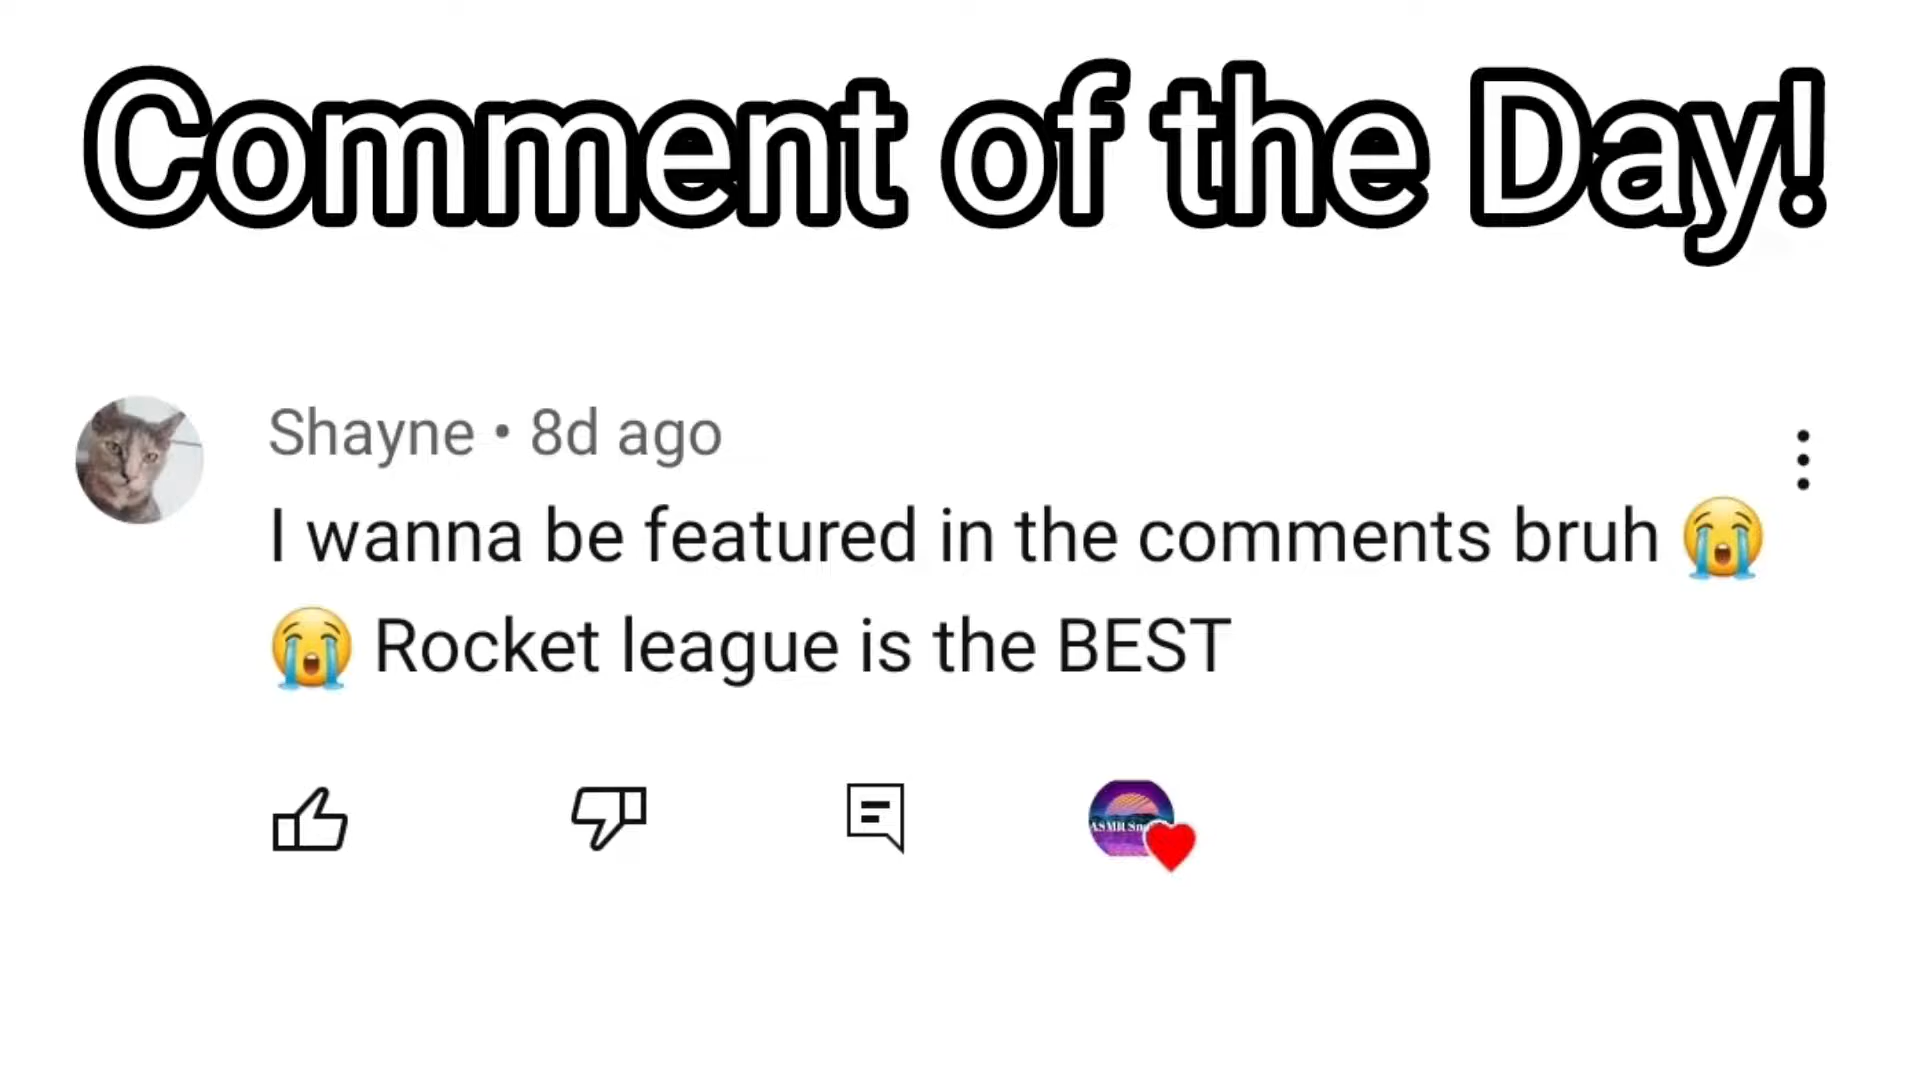 Comment of the Day!
Shayne • 8d ago
I wanna be featured in the comments bruh 😭
😭 Rocket league is the BEST
ASMR